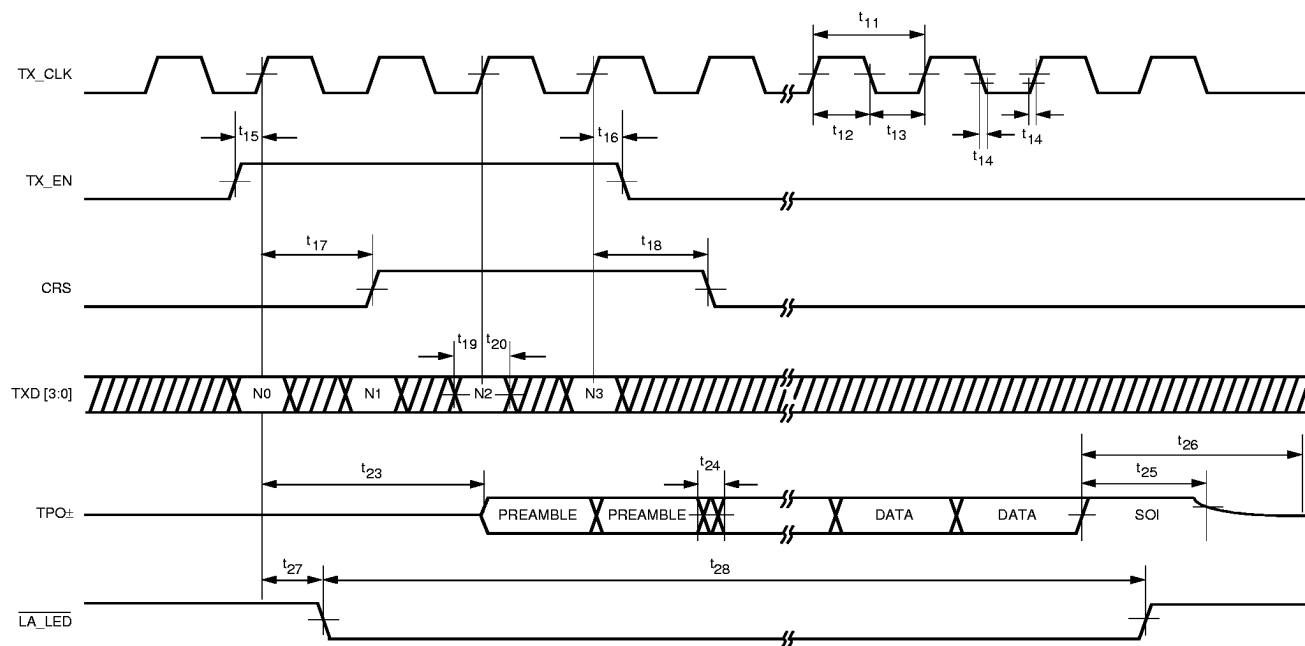 t11
TX_CLK
t12
t13
t14
t14
t15
t16
TX_EN
t17
t18
CRS
t19
t20
TXD [3:0]
N0
N1
N2
N3
t23
t24
t26
t25
TPO±
PREAMBLE
PREAMBLE
DATA
DATA
SOI
t27
t28
LA_LED